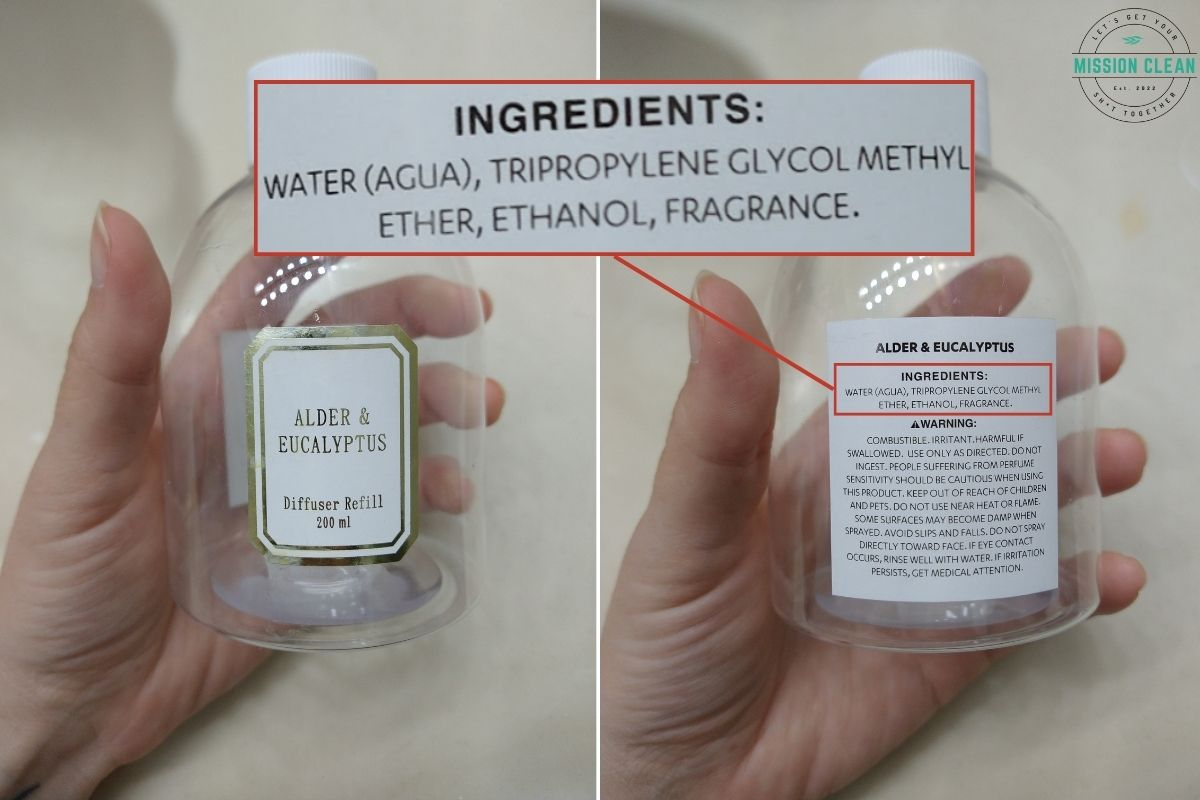 LET'S GET YOUR
MISSION CLEAN
Est. 2022
SH*T TOGETHER
INGREDIENTS:
WATER (AGUA), TRIPROPYLENE GLYCOL METHYL
ETHER, ETHANOL, FRAGRANCE.
ALDER &
EUCALYPTUS
Diffuser Refill
200 ml
ALDER & EUCALYPTUS
INGREDIENTS:
WATER (AGUA), TRIPROPYLENE GLYCOL METHYL
ETHER, ETHANOL, FRAGRANCE.
⚠WARNING:
COMBUSTIBLE. IRRITANT. HARMFUL IF
SWALLOWED. USE ONLY AS DIRECTED. DO NOT
INGEST. PEOPLE SUFFERING FROM PERFUME
SENSITIVITY SHOULD BE CAUTIOUS WHEN USING
THIS PRODUCT. KEEP OUT OF REACH OF CHILDREN
AND PETS. DO NOT USE NEAR HEAT OR FLAME.
SOME SURFACES MAY BECOME DAMP WHEN
SPRAYED. AVOID SLIPS AND FALLS. DO NOT SPRAY
DIRECTLY TOWARD FACE. IF EYE CONTACT
OCCURS, RINSE WELL WITH WATER. IF IRRITATION
PERSISTS, GET MEDICAL ATTENTION.